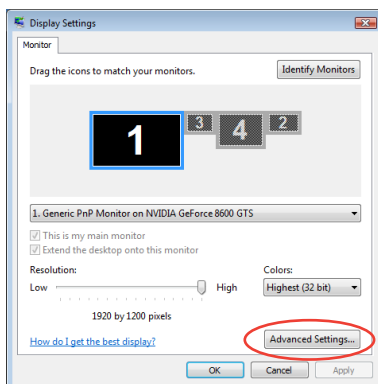 Display Settings
Monitor
Drag the icons to match your monitors.
Identify Monitors
1
3
4
2
1. Generic PnP Monitor on NVIDIA GeForce 8600 GTS
This is my main monitor
Extend the desktop onto this monitor
Resolution:
Colors:
Low
High
Highest (32 bit)
1920 by 1200 pixels
How do I get the best display?
Advanced Settings...
OK
Cancel
Apply